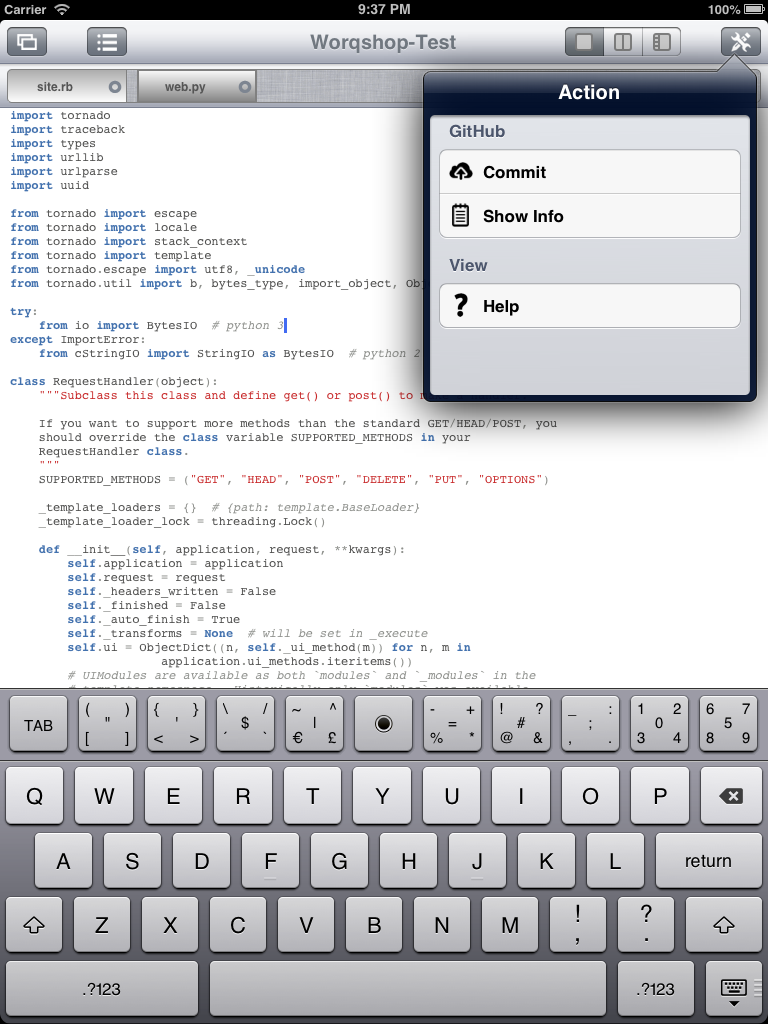 Carrier 9:37 PM 100%
Worqshop-Test
site.rb web.py
Action
GitHub
Commit
Show Info
View
Help
import tornado
import traceback
import types
import urllib
import urlparse
import uuid
from tornado import escape
from tornado import locale
from tornado import stack_context
from tornado import template
from tornado.escape import utf8, _unicode
from tornado.util import b, bytes_type, import_object, Ob
try:
from io import BytesIO # python 3
except ImportError:
from cStringIO import StringIO as BytesIO # python 2
class RequestHandler(object):
"""Subclass this class and define get() or post() to
If you want to support more methods than the standard GET/HEAD/POST, you
should override the class variable SUPPORTED_METHODS in your
RequestHandler class.
"""
SUPPORTED_METHODS = ("GET", "HEAD", "POST", "DELETE", "PUT", "OPTIONS")
_template_loaders = {} # {path: template.BaseLoader}
_template_loader_lock = threading.Lock()
def __init__(self, application, request, **kwargs):
self.application = application
self.request = request
self._headers_written = False
self._finished = False
self._auto_finish = True
self._transforms = None # will be set in _execute
self.ui = ObjectDict((n, self._ui_method(m)) for n, m in
application.ui_methods.iteritems())
# UIModules are available as both `modules` and `_modules` in the
TAB ( ) " [ ] { } ' < > \ / $ ´ ` ~ ^ | € £ - + = % * ! ? # @ & _ : ; , . 1 2 0 3 4 6 7 5 8 9
Q W E R T Y U I O P
A S D F G H J K L return
Z X C V B N M ! , ? .
.?123 .?123